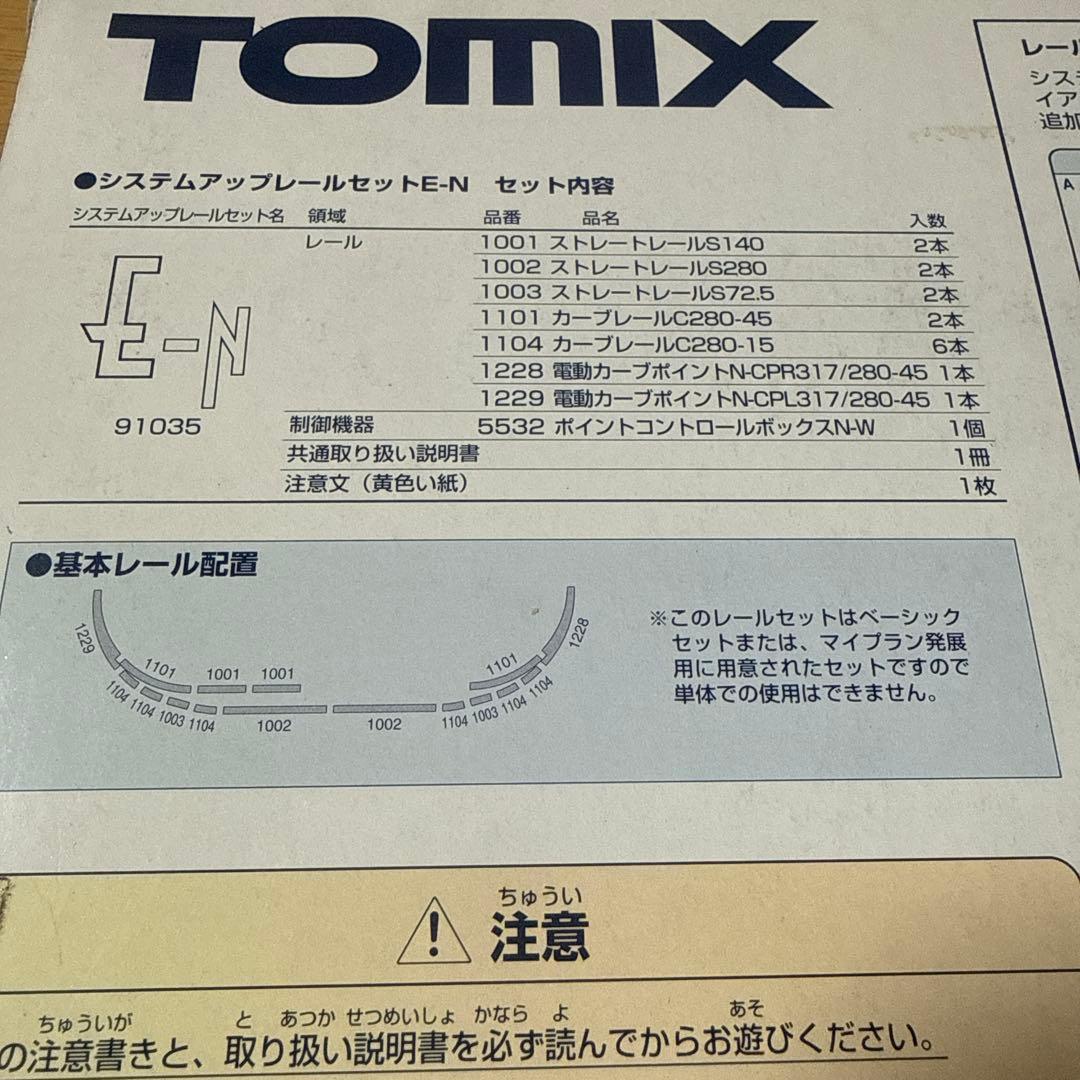 TOMIX
●システムアップレールセットE-N セット内容
システムアップレールセット名 領域 品番 品名 入数
レール 1001 ストレートレールS140 2本
1002 ストレートレールS280 2本
1003 ストレートレールS72.5 2本
1101 カーブレールC280-45 2本
1104 カーブレールC280-15 6本
1228 電動カーブポイントN-CPR317/280-45 1本
1229 電動カーブポイントN-CPL317/280-45 1本
E-N
91035
制御機器 5532 ポイントコントロールボックスN-W 1個
共通取り扱い説明書 1冊
注意文（黄色い紙） 1枚
レール
シス
イア
追加
A
●基本レール配置
1229 1101 1001 1001 1101 1228
1104 1104 1003 1104 1002 1002 1104 1003 1104 1104
※このレールセットはベーシック
セットまたは、マイプラン発展
用に用意されたセットですので
単体での使用はできません。
ちゅうい
注意
ちゅういが と あつか せつめいしょ かなら よ あそ
の注意書きと、取り扱い説明書を必ず読んでからお遊びください。